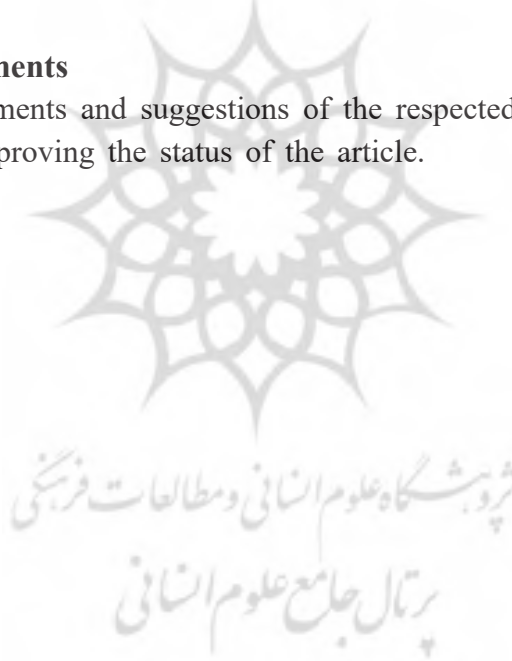 ments
ments and suggestions of the respected
proving the status of the article.
پژوهشگاه علوم انسانی و مطالعات فرهنگی
پرتال جامع علوم انسانی